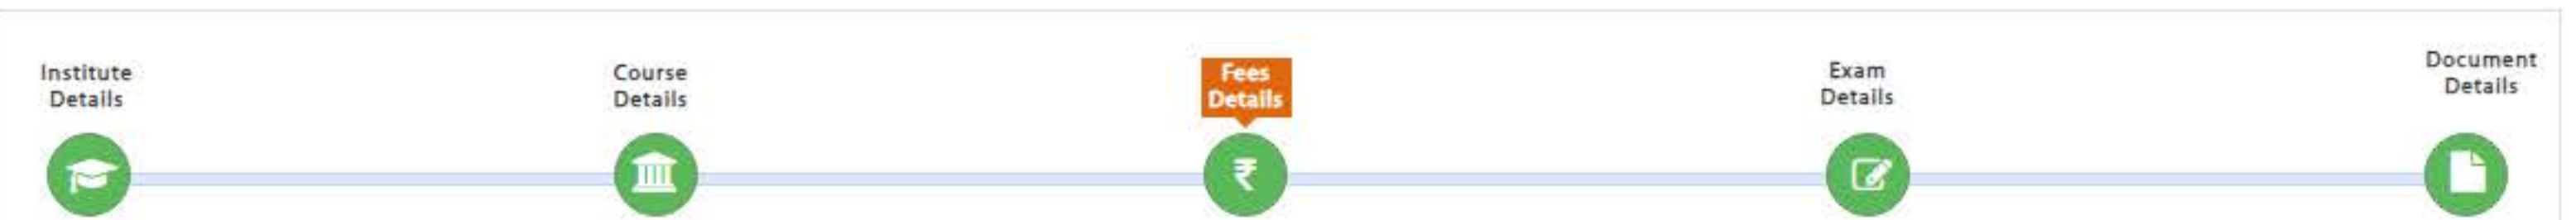 Institute
Details
Course
Details
Fees
Details
₹
Exam
Details
Document
Details